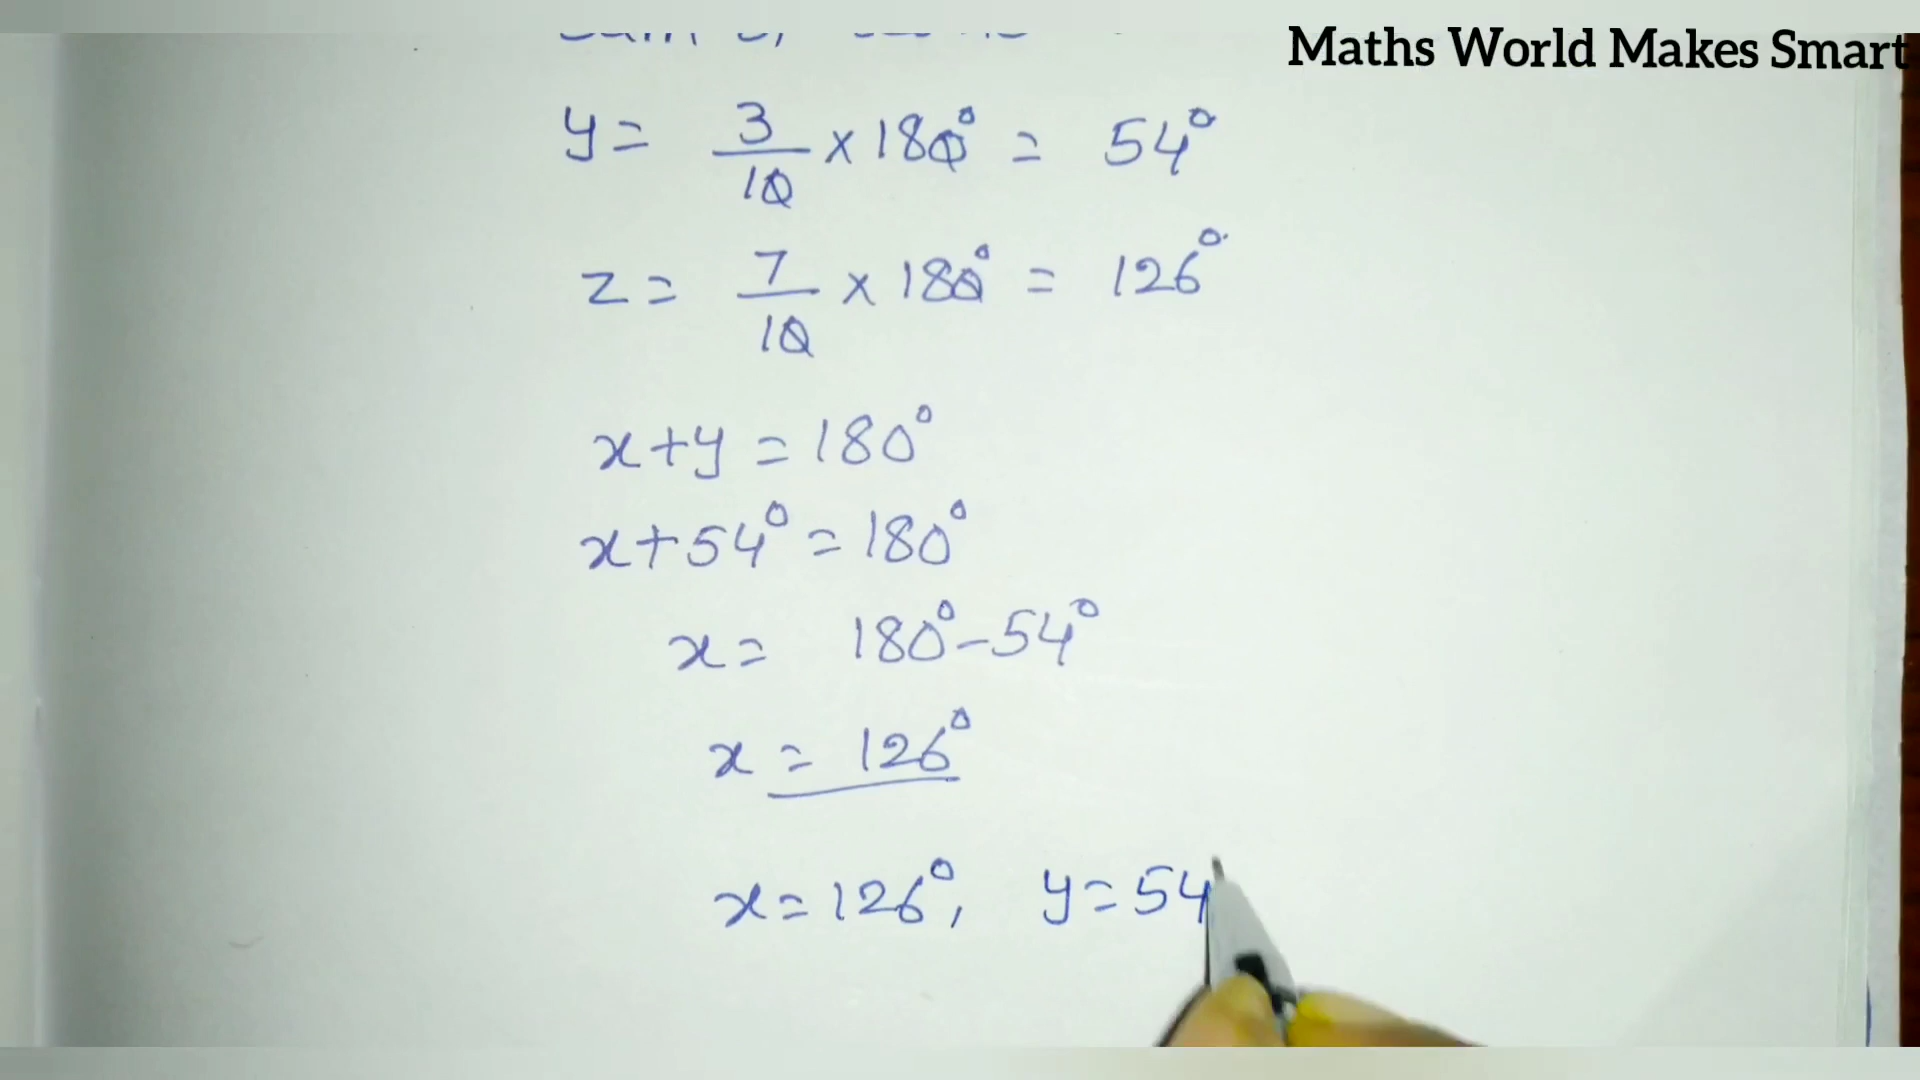 Maths World Makes Smart
y = 3/10 × 180° = 54°
z = 7/10 × 180° = 126°
x + y = 180°
x + 54° = 180°
x = 180° - 54°
x = 126°
x = 126°, y = 54